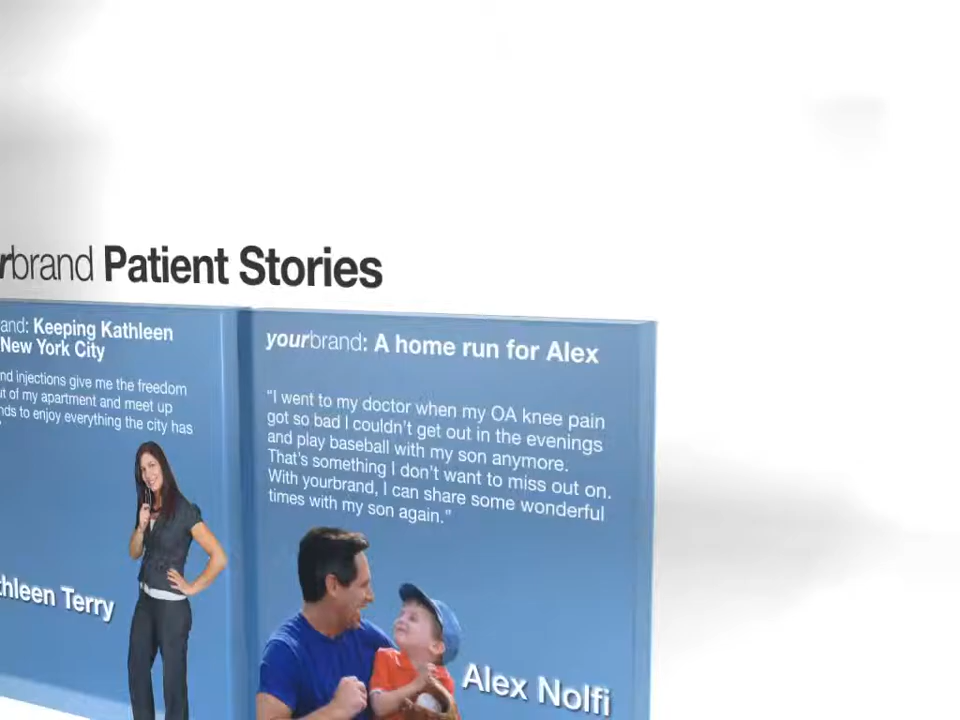 rbrand Patient Stories
and: Keeping Kathleen
New York City
nd injections give me the freedom
ut of my apartment and meet up
nds to enjoy everything the city has
"
thleen Terry
yourbrand: A home run for Alex
"I went to my doctor when my OA knee pain
got so bad I couldn't get out in the evenings
and play baseball with my son anymore.
That's something I don't want to miss out on.
With yourbrand, I can share some wonderful
times with my son again."
Alex Nolfi